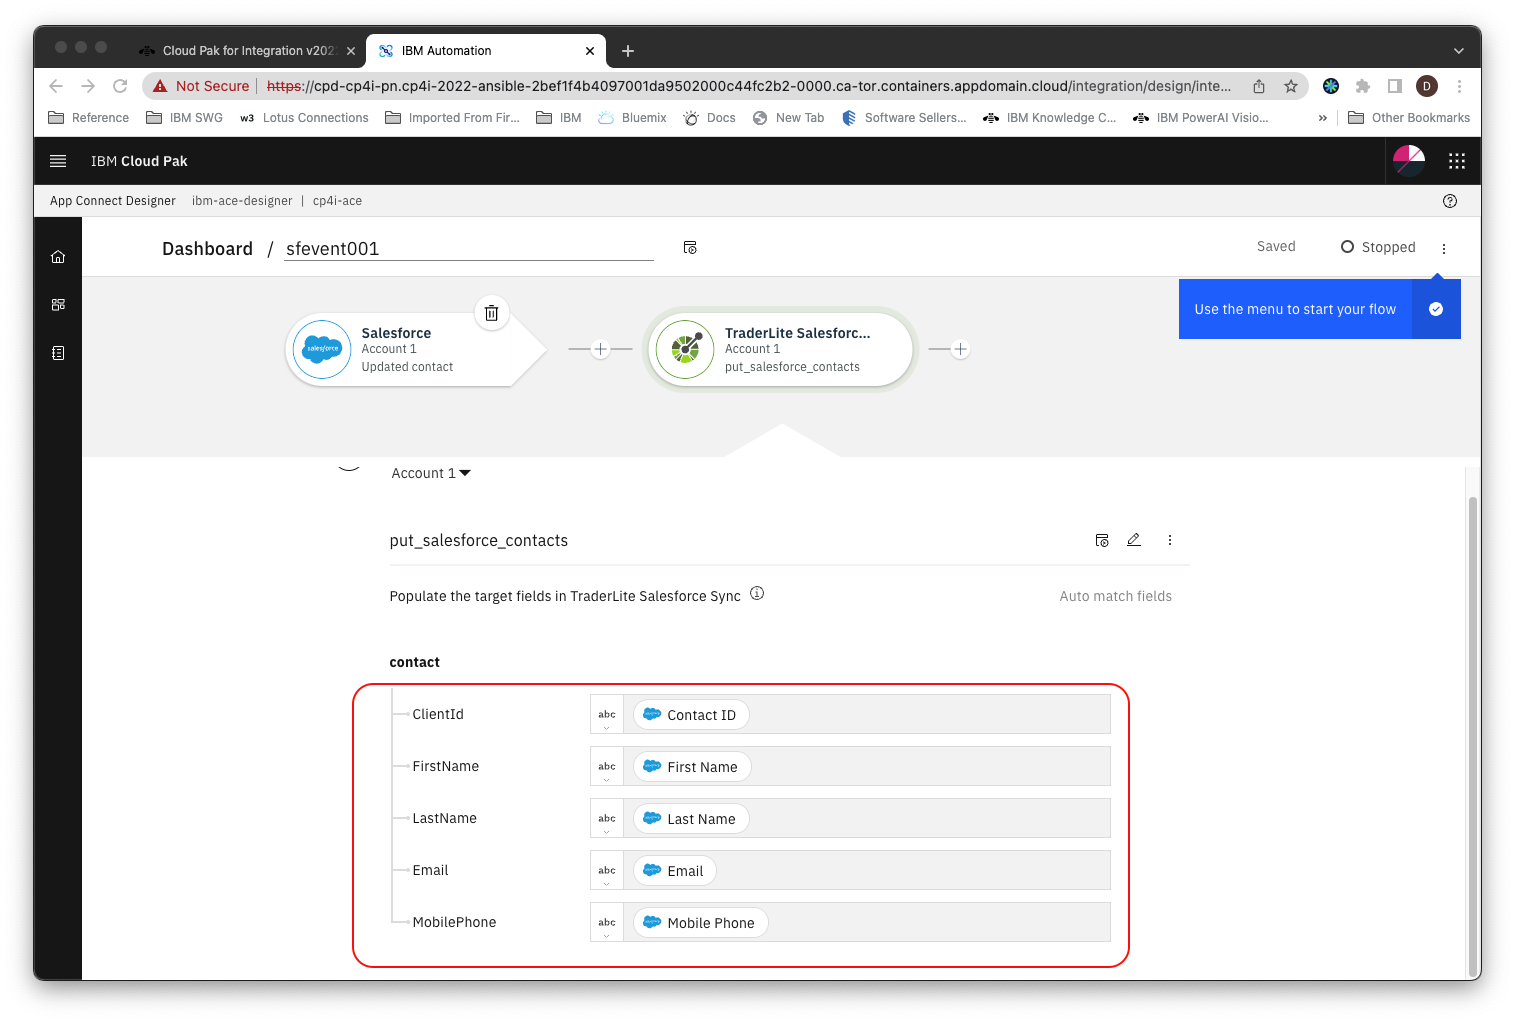 Cloud Pak for Integration v202
IBM Automation
Not Secure
https://cpd-cp4i-pn.cp4i-2022-ansible-2bef1f4b4097001da9502000c44fc2b2-0000.ca-tor.containers.appdomain.cloud/integration/design/inte...
D
Reference
IBM SWG
w3 Lotus Connections
Imported From Fir...
IBM
Bluemix
Docs
New Tab
Software Sellers...
IBM Knowledge C...
IBM PowerAI Visio...
»
Other Bookmarks
IBM Cloud Pak
App Connect Designer
ibm-ace-designer | cp4i-ace
Dashboard / sfevent001
Saved
Stopped
Use the menu to start your flow
salesforce
Salesforce
Account 1
Updated contact
TraderLite Salesforc...
Account 1
put_salesforce_contacts
Account 1
put_salesforce_contacts
Populate the target fields in TraderLite Salesforce Sync
Auto match fields
contact
ClientId
abc
Contact ID
FirstName
abc
First Name
LastName
abc
Last Name
Email
abc
Email
MobilePhone
abc
Mobile Phone